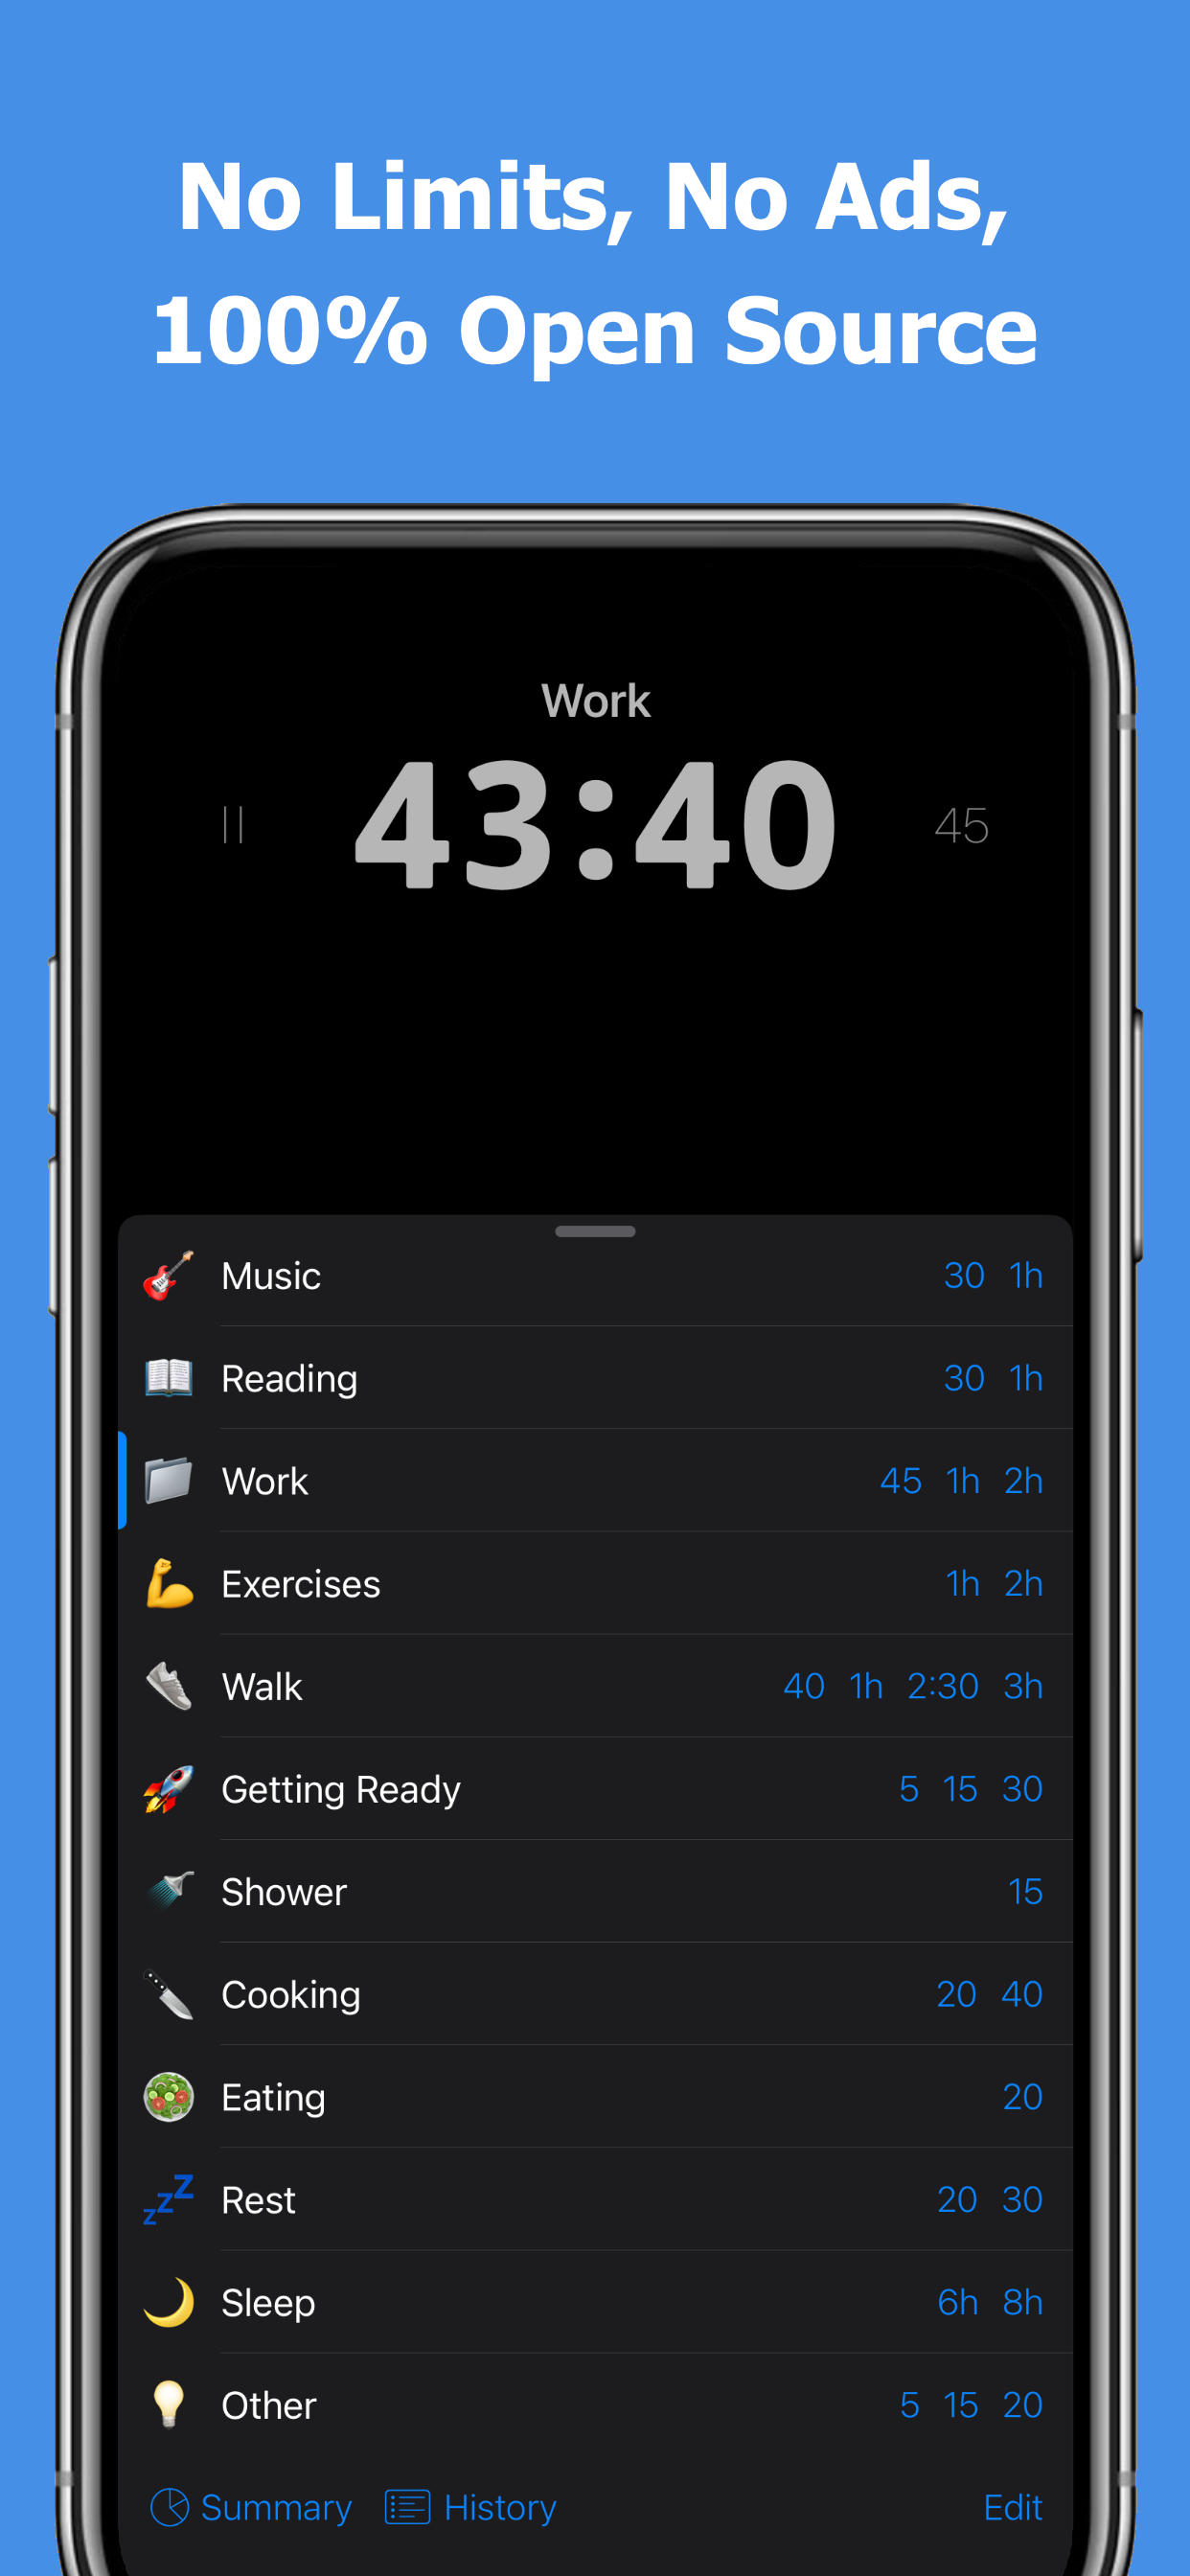 No Limits, No Ads,
100% Open Source
Work
43:40
45
Music 30 1h
Reading 30 1h
Work 45 1h 2h
Exercises 1h 2h
Walk 40 1h 2:30 3h
Getting Ready 5 15 30
Shower 15
Cooking 20 40
Eating 20
Rest 20 30
Sleep 6h 8h
Other 5 15 20
Summary History Edit